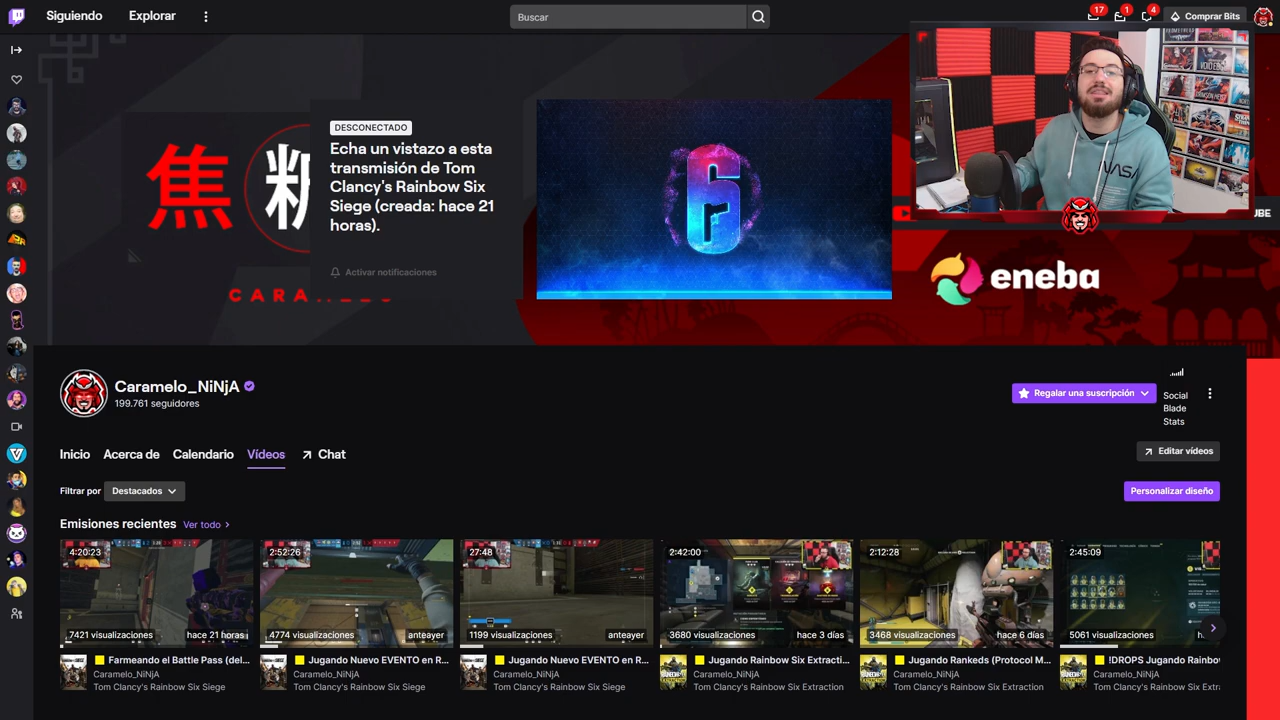 Siguiendo
Explorar
Buscar
17
1
4
Comprar Bits
焦
CARAMELO
DESCONECTADO
Echa un vistazo a esta
transmisión de Tom
Clancy's Rainbow Six
Siege (creada: hace 21
horas).
Activar notificaciones
6
NASA
UBE
eneba
Caramelo_NiNjA
199.761 seguidores
Regalar una suscripción
Social
Blade
Stats
Inicio
Acerca de
Calendario
Vídeos
Chat
Editar vídeos
Filtrar por
Destacados
Personalizar diseño
Emisiones recientes
Ver todo
4:20:23
2:52:26
27:48
2:42:00
2:12:28
2:45:09
7421 visualizaciones
hace 21 horas
4774 visualizaciones
anteayer
1199 visualizaciones
anteayer
3680 visualizaciones
hace 3 días
3468 visualizaciones
hace 6 días
5061 visualizaciones
Farmeando el Battle Pass (del...
Caramelo_NiNjA
Tom Clancy's Rainbow Six Siege
Jugando Nuevo EVENTO en R...
Caramelo_NiNjA
Tom Clancy's Rainbow Six Siege
Jugando Nuevo EVENTO en R...
Caramelo_NiNjA
Tom Clancy's Rainbow Six Siege
Jugando Rainbow Six Extracti...
Caramelo_NiNjA
Tom Clancy's Rainbow Six Extraction
Jugando Rankeds (Protocol M...
Caramelo_NiNjA
Tom Clancy's Rainbow Six Extraction
!DROPS Jugando Rainbow
Caramelo_NiNjA
Tom Clancy's Rainbow Six Extra